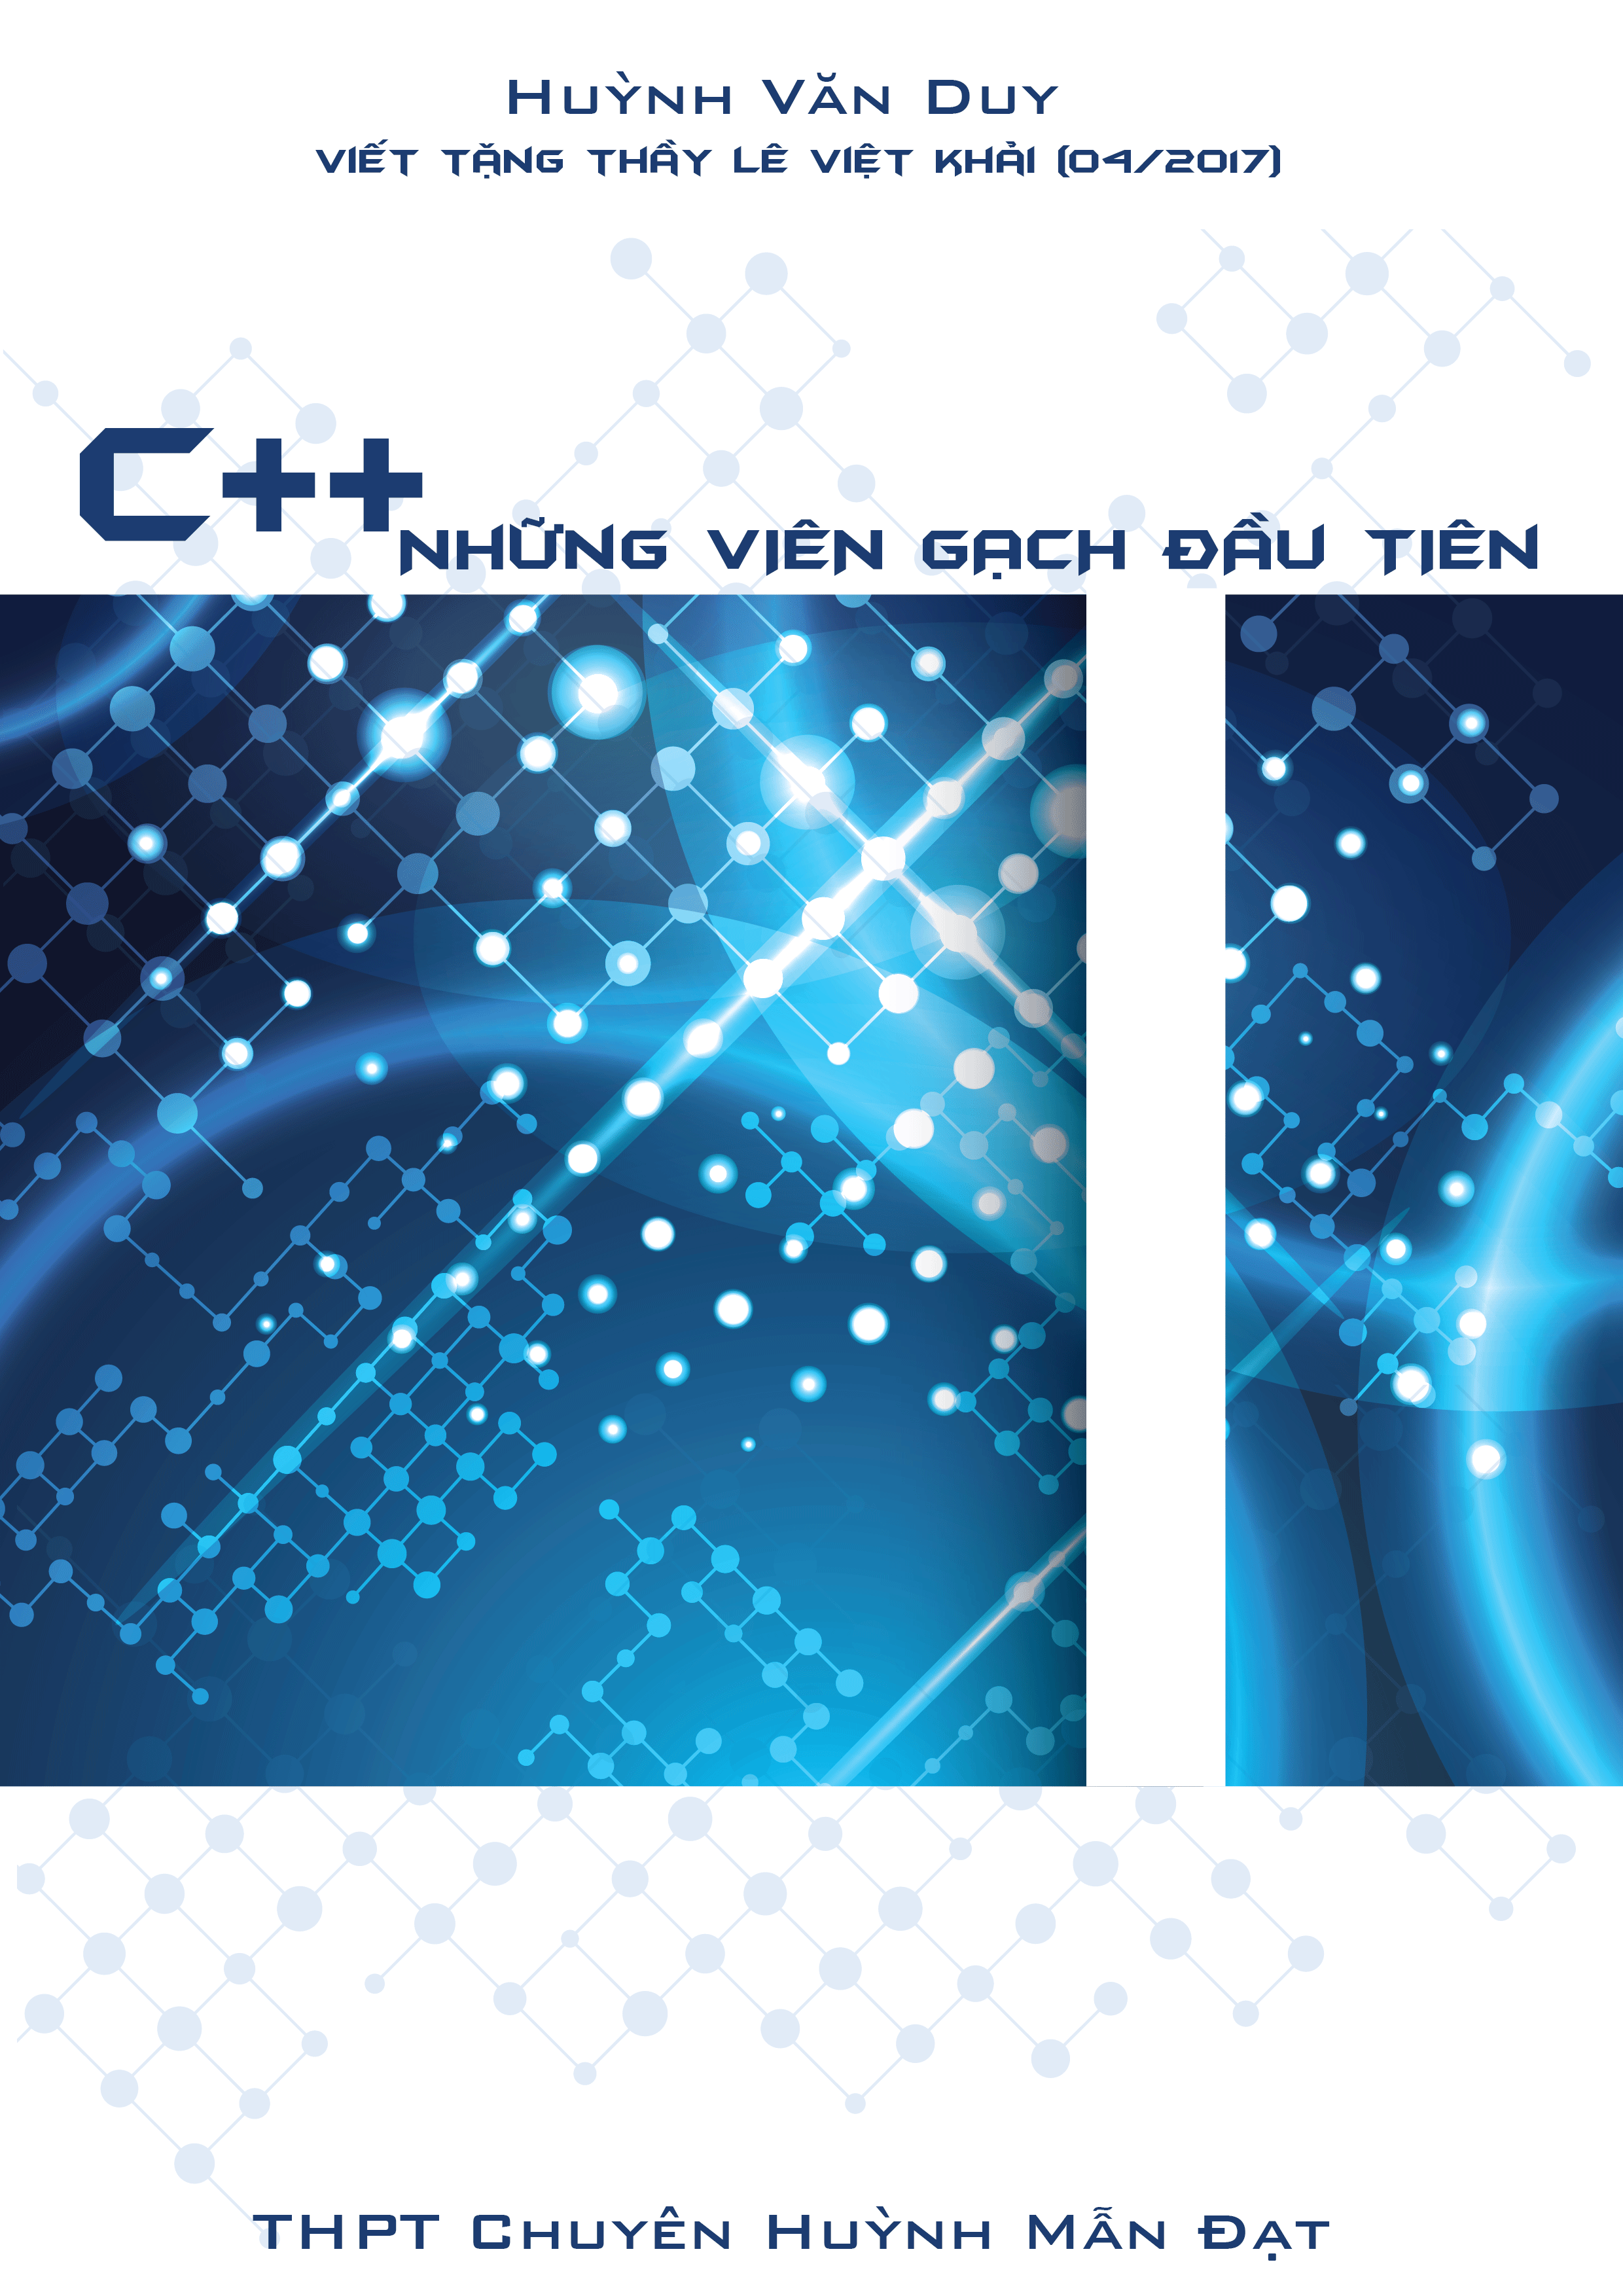 Huỳnh Văn Duy
VIẾT TẶNG THẦY LÊ VIỆT KHẢI (04/2017)
C++ NHỮNG VIÊN GẠCH ĐẦU TIÊN
THPT Chuyên Huỳnh Mẫn Đạt